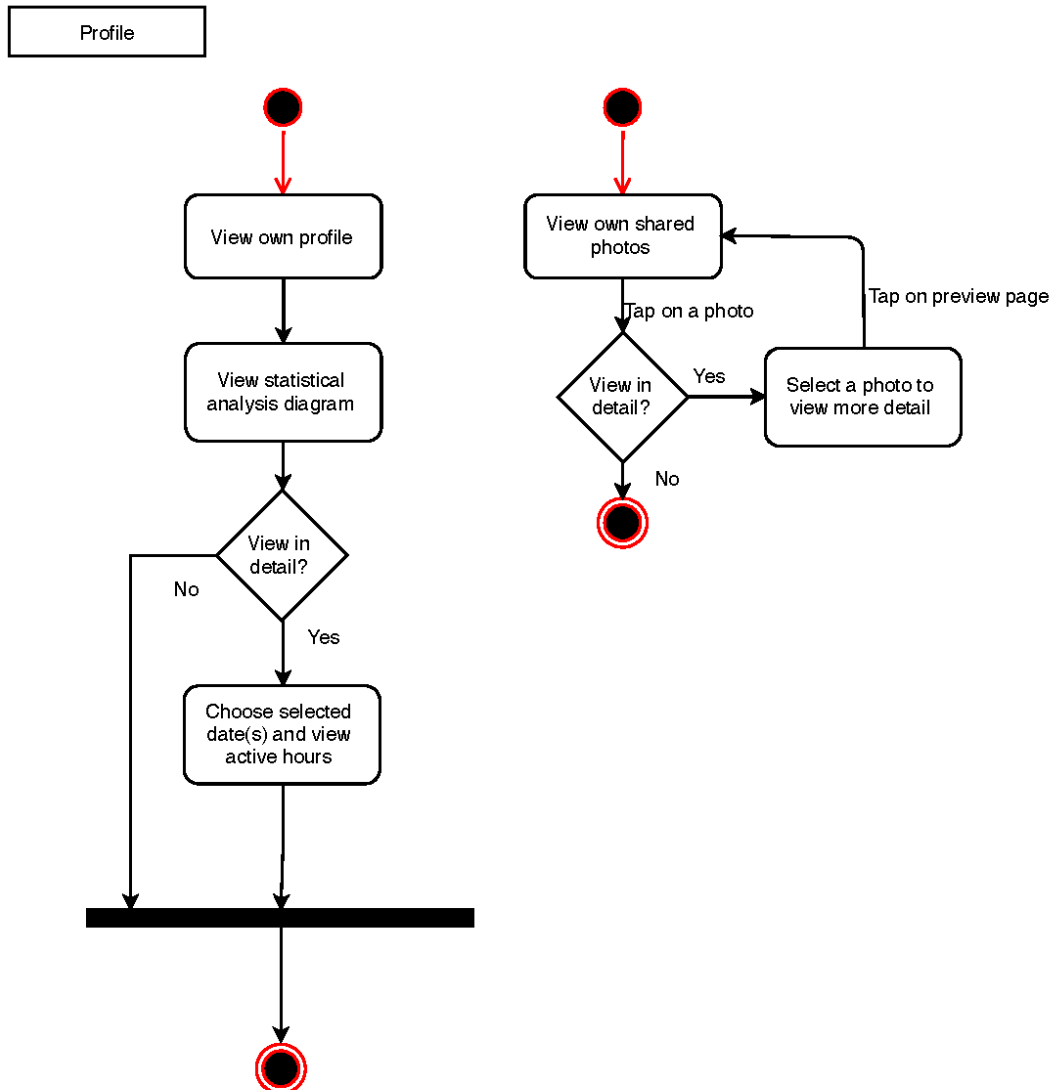 Profile
View own profile
View statistical
analysis diagram
View in
detail?
No
Yes
Choose selected
date(s) and view
active hours
View own shared
photos
Tap on a photo
Tap on preview page
View in
detail?
Yes
Select a photo to
view more detail
No